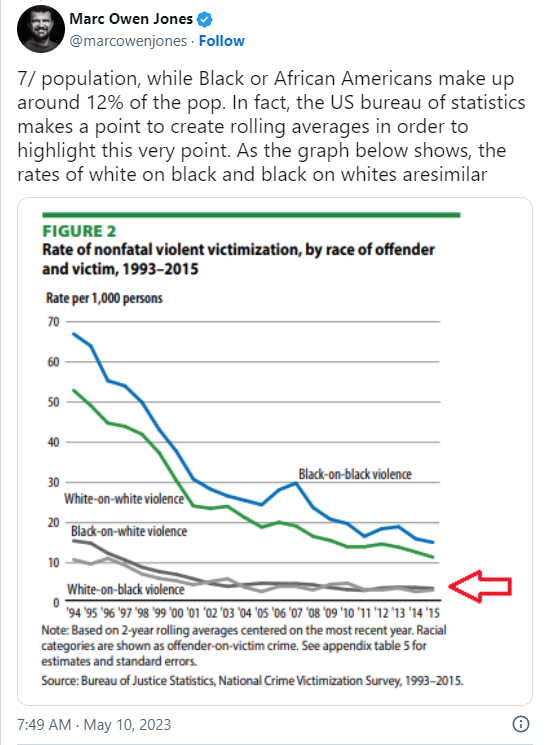 Marc Owen Jones
@marcowenjones · Follow
7/ population, while Black or African Americans make up
around 12% of the pop. In fact, the US bureau of statistics
makes a point to create rolling averages in order to
highlight this very point. As the graph below shows, the
rates of white on black and black on whites aresimilar
FIGURE 2
Rate of nonfatal violent victimization, by race of offender
and victim, 1993–2015
Rate per 1,000 persons
70
60
50
40
30
20
10
0
Black-on-black violence
White-on-white violence
Black-on-white violence
White-on-black violence
'94 '95 '96 '97 '98 '99 '00 '01 '02 '03 '04 '05 '06 '07 '08 '09 '10 '11 '12 '13 '14 '15
Note: Based on 2-year rolling averages centered on the most recent year. Racial
categories are shown as offender-on-victim crime. See appendix table 5 for
estimates and standard errors.
Source: Bureau of Justice Statistics, National Crime Victimization Survey, 1993–2015.
7:49 AM · May 10, 2023